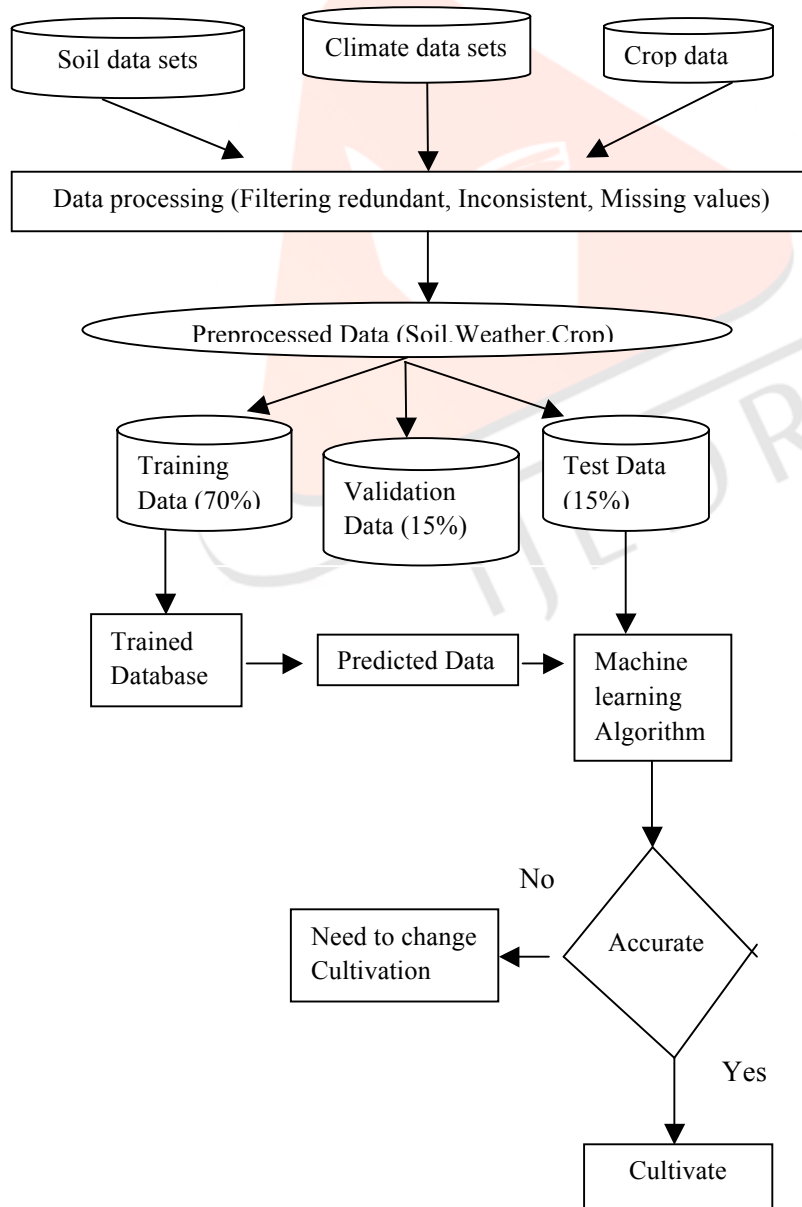 Soil data sets
Climate data sets
Crop data
Data processing (Filtering redundant, Inconsistent, Missing values)
Preprocessed Data (Soil,Weather,Crop)
Training
Data (70%)
Validation
Data (15%)
Test Data
(15%)
Trained
Database
Predicted Data
Machine
learning
Algorithm
No
Need to change
Cultivation
Accurate
Yes
Cultivate